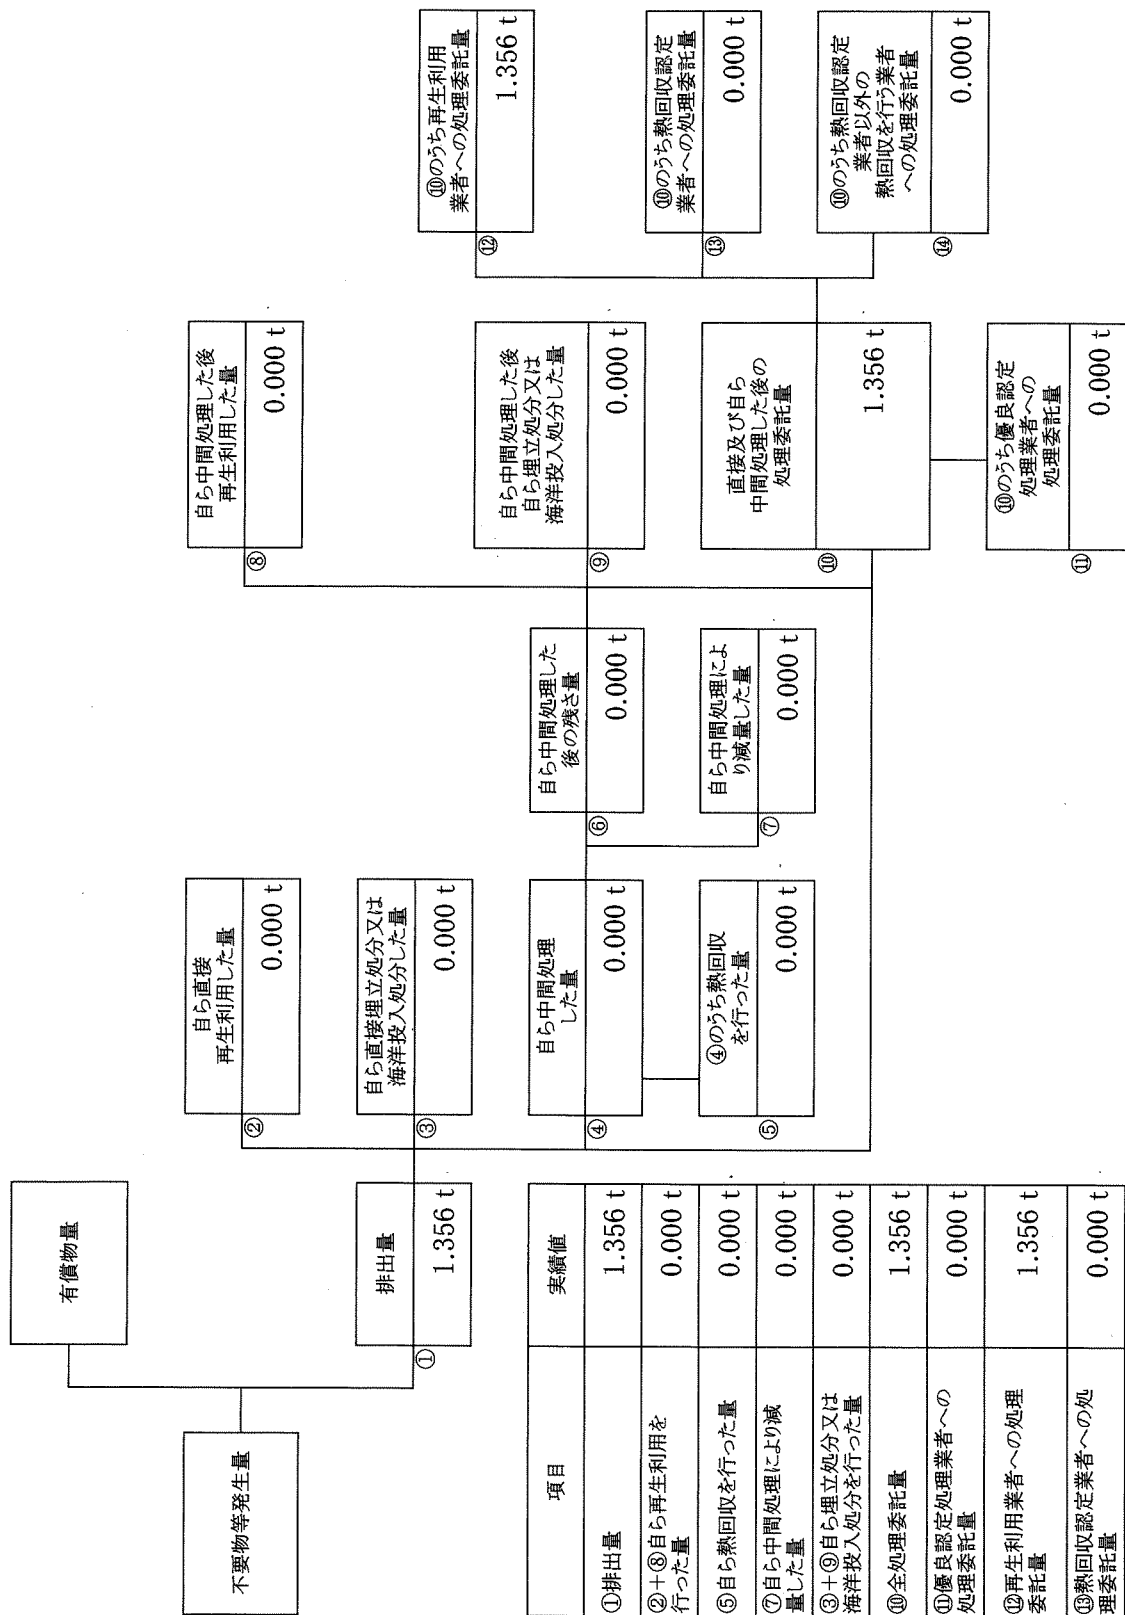 不要物等発生量
有償物量
排出量
①
1.356 t
自ら直接
再生利用した量
②
0.000 t
自ら直接埋立処分又は
海洋投入処分した量
③
0.000 t
自ら中間処理
した量
④
0.000 t
④のうち熱回収
を行った量
⑤
0.000 t
自ら中間処理した
後の残さ量
⑥
0.000 t
自ら中間処理によ
り減量した量
⑦
0.000 t
自ら中間処理した後
再生利用した量
⑧
0.000 t
自ら中間処理した後
自ら埋立処分又は
海洋投入処分した量
⑨
0.000 t
直接及び自ら
中間処理した後の
処理委託量
⑩
1.356 t
⑩のうち優良認定
処理業者への
処理委託量
⑪
0.000 t
⑩のうち再生利用
業者への処理委託量
⑫
1.356 t
⑩のうち熱回収認定
業者への処理委託量
⑬
0.000 t
⑩のうち熱回収認定
業者以外の
熱回収を行う業者
への処理委託量
⑭
0.000 t
項目 実績値
①排出量 1.356 t
②+⑧自ら再生利用を
行った量 0.000 t
⑤自ら熱回収を行った量 0.000 t
⑦自ら中間処理により減
量した量 0.000 t
③+⑨自ら埋立処分又は
海洋投入処分を行った量 0.000 t
⑩全処理委託量 1.356 t
⑪優良認定処理業者への
処理委託量 0.000 t
⑫再生利用業者への処理
委託量 1.356 t
⑬熱回収認定業者への処
理委託量 0.000 t